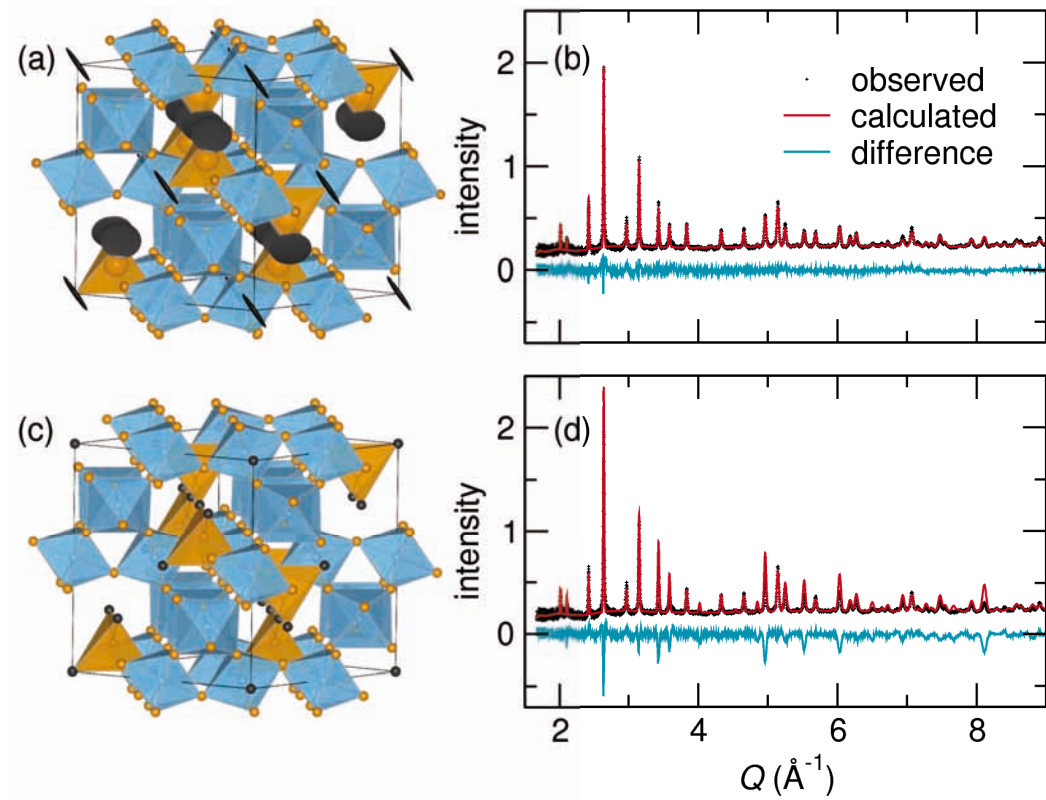 (a)
(b)
observed
calculated
difference
intensity
2
1
0
(c)
(d)
intensity
2
1
0
2 4 6 8
Q (Å⁻¹)